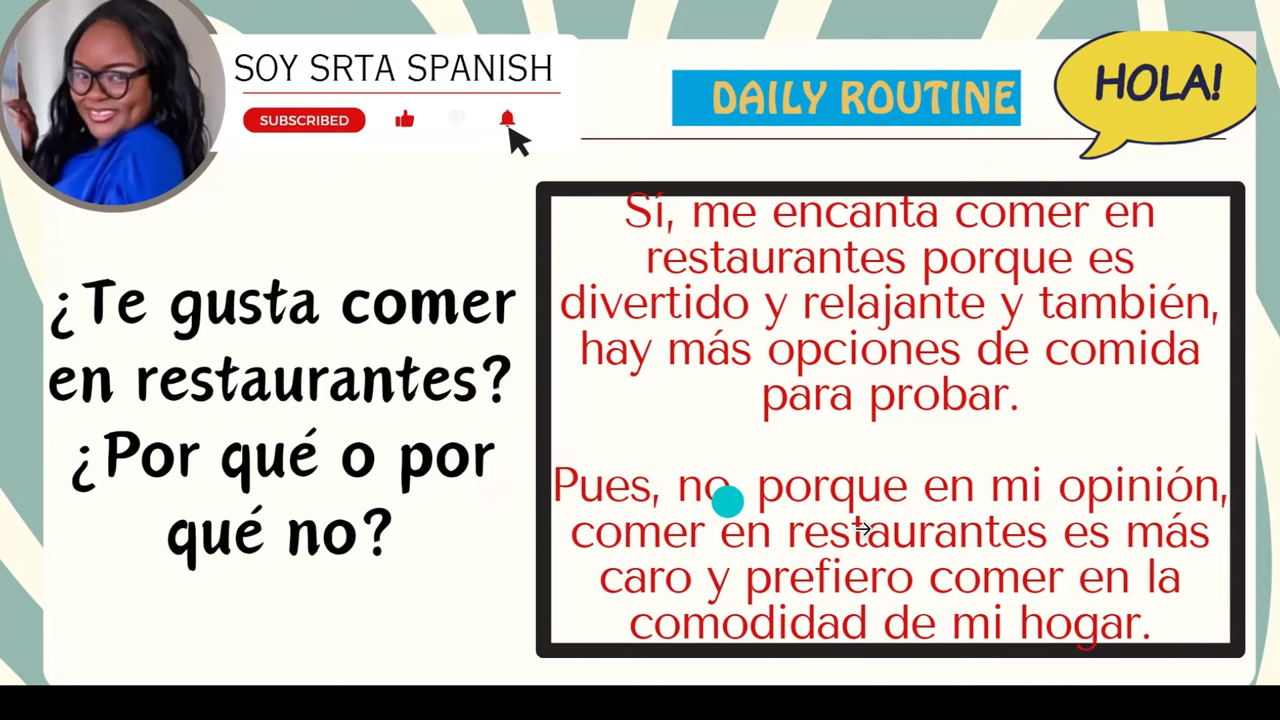 SOY SRTA SPANISH
SUBSCRIBED
DAILY ROUTINE
HOLA!
¿Te gusta comer
en restaurantes?
¿Por qué o por
qué no?
Sí, me encanta comer en
restaurantes porque es
divertido y relajante y también,
hay más opciones de comida
para probar.
Pues, no, porque en mi opinión,
comer en restaurantes es más
caro y prefiero comer en la
comodidad de mi hogar.